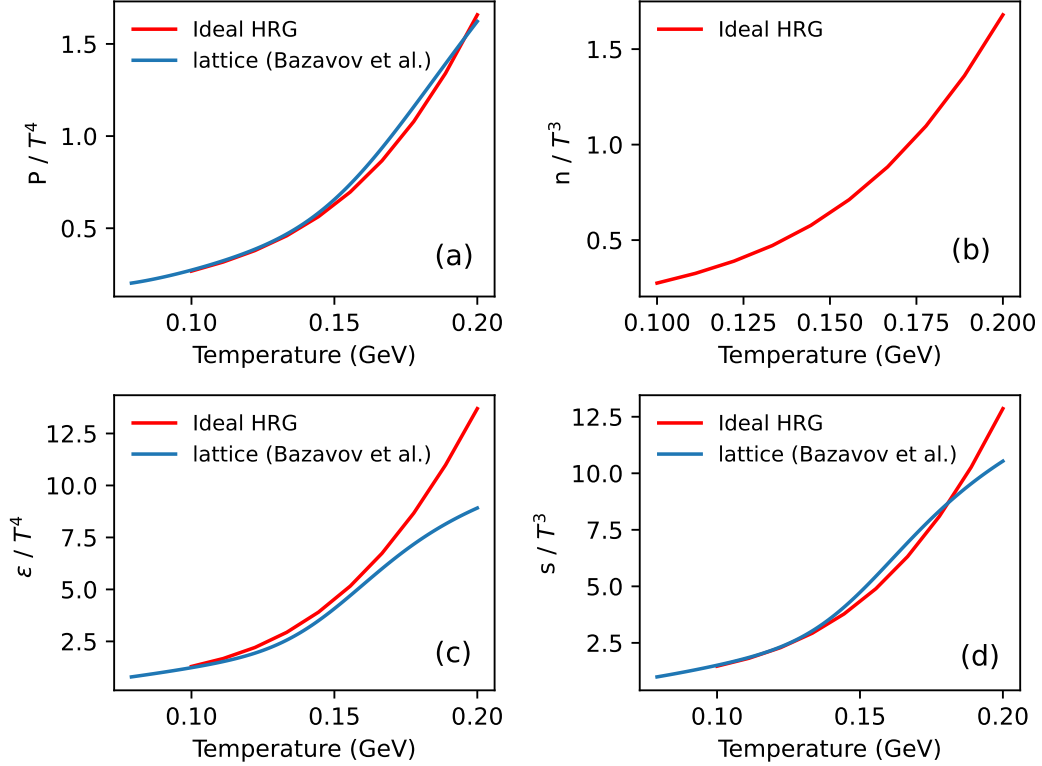 Ideal HRG
lattice (Bazavov et al.)
P / T⁴
1.5
1.0
0.5
(a)
0.10 0.15 0.20
Temperature (GeV)
Ideal HRG
n / T³
1.5
1.0
0.5
(b)
0.100 0.125 0.150 0.175 0.200
Temperature (GeV)
Ideal HRG
lattice (Bazavov et al.)
ε / T⁴
12.5
10.0
7.5
5.0
2.5
(c)
0.10 0.15 0.20
Temperature (GeV)
Ideal HRG
lattice (Bazavov et al.)
s / T³
12.5
10.0
7.5
5.0
2.5
(d)
0.10 0.15 0.20
Temperature (GeV)